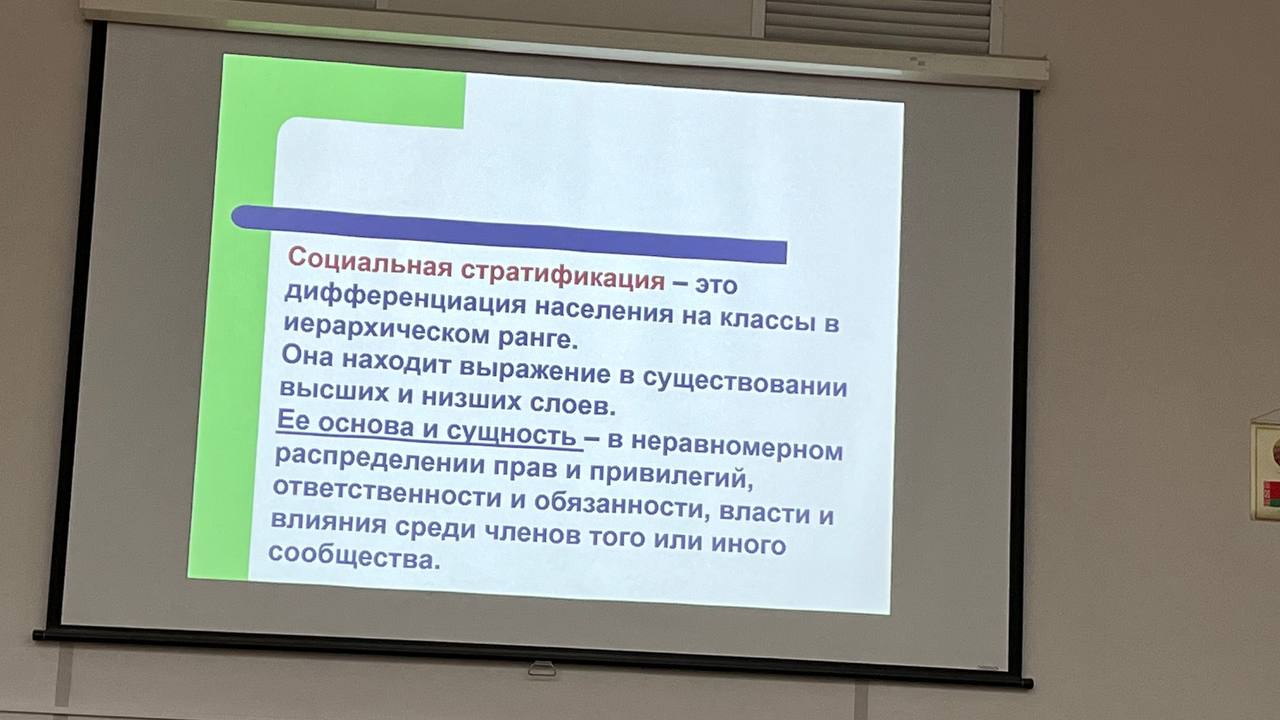 Социальная стратификация – это
дифференциация населения на классы в
иерархическом ранге.
Она находит выражение в существовании
высших и низших слоев.
Ее основа и сущность – в неравномерном
распределении прав и привилегий,
ответственности и обязанности, власти и
влияния среди членов того или иного
сообщества.